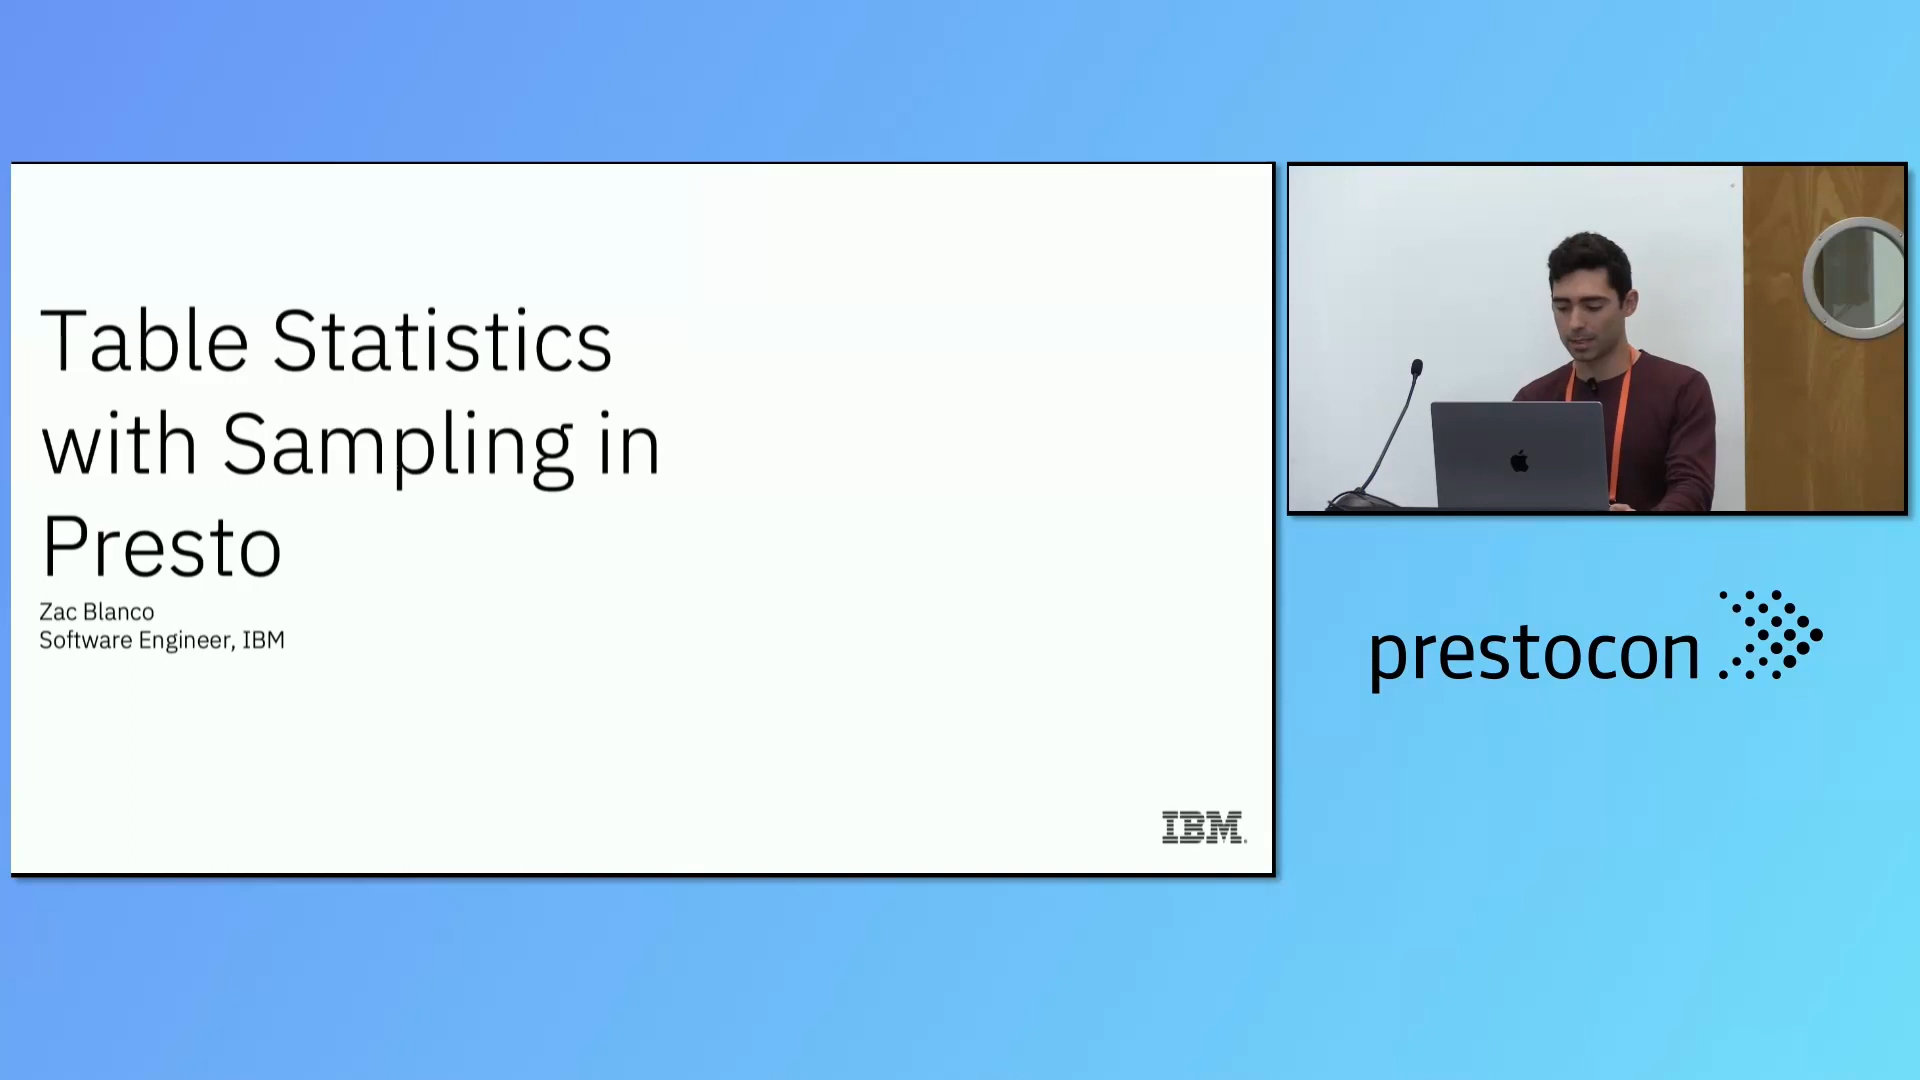 Table Statistics
with Sampling in
Presto
Zac Blanco
Software Engineer, IBM
IBM
prestocon